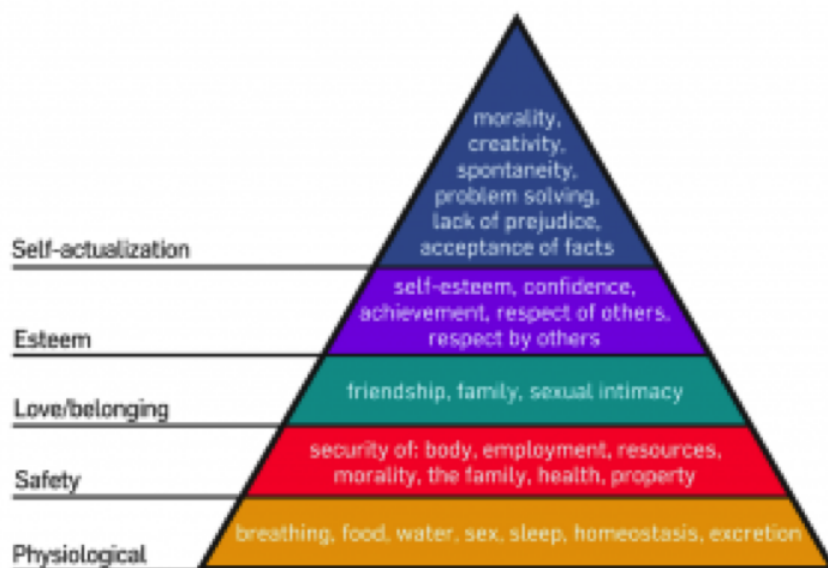 morality,
creativity,
spontaneity,
problem solving,
lack of prejudice,
acceptance of facts
Self-actualization
self-esteem, confidence,
achievement, respect of others,
respect by others
Esteem
friendship, family, sexual intimacy
Love/belonging
security of: body, employment, resources,
morality, the family, health, property
Safety
breathing, food, water, sex, sleep, homeostasis, excretion
Physiological